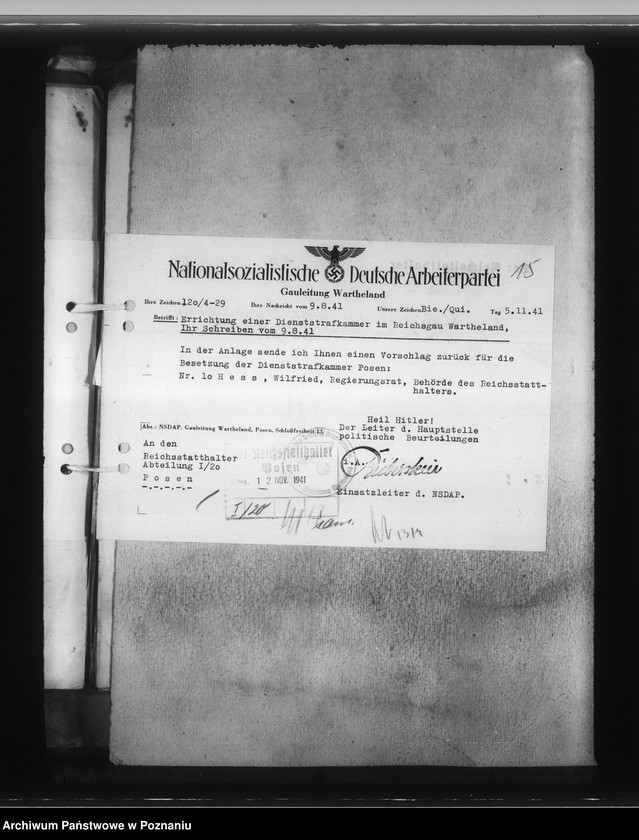 15
Nationalsozialistische Deutsche Arbeiterpartei
Gauleitung Wartheland
Ihre Zeichen 12o/4-29 Ihre Nachricht vom 9.8.41 Unsere Zeichen Bie./Qui. Tag 5.11.41
Betrifft: Errichtung einer Dienststrafkammer im Reichsgau Wartheland,
Ihr Schreiben vom 9.8.41
In der Anlage sende ich Ihnen einen Vorschlag zurück für die
Besetzung der Dienststrafkammer Posen:
Nr. 1o H e s s , Wilfried, Regierungsrat, Behörde des Reichsstatt-
halters.
Heil Hitler!
Der Leiter d. Hauptstelle
politische Beurteilungen
i.A.
Einsatzleiter d. NSDAP.
Abs.: NSDAP. Gauleitung Wartheland, Posen, Schloßfreiheit 13
An den
Reichsstatthalter
Abteilung I/2o
P o s e n
-.-.-.-.-
Reichsstatthalter
Posen
12 NOV. 1941
I/20
Archiwum Państwowe w Poznaniu